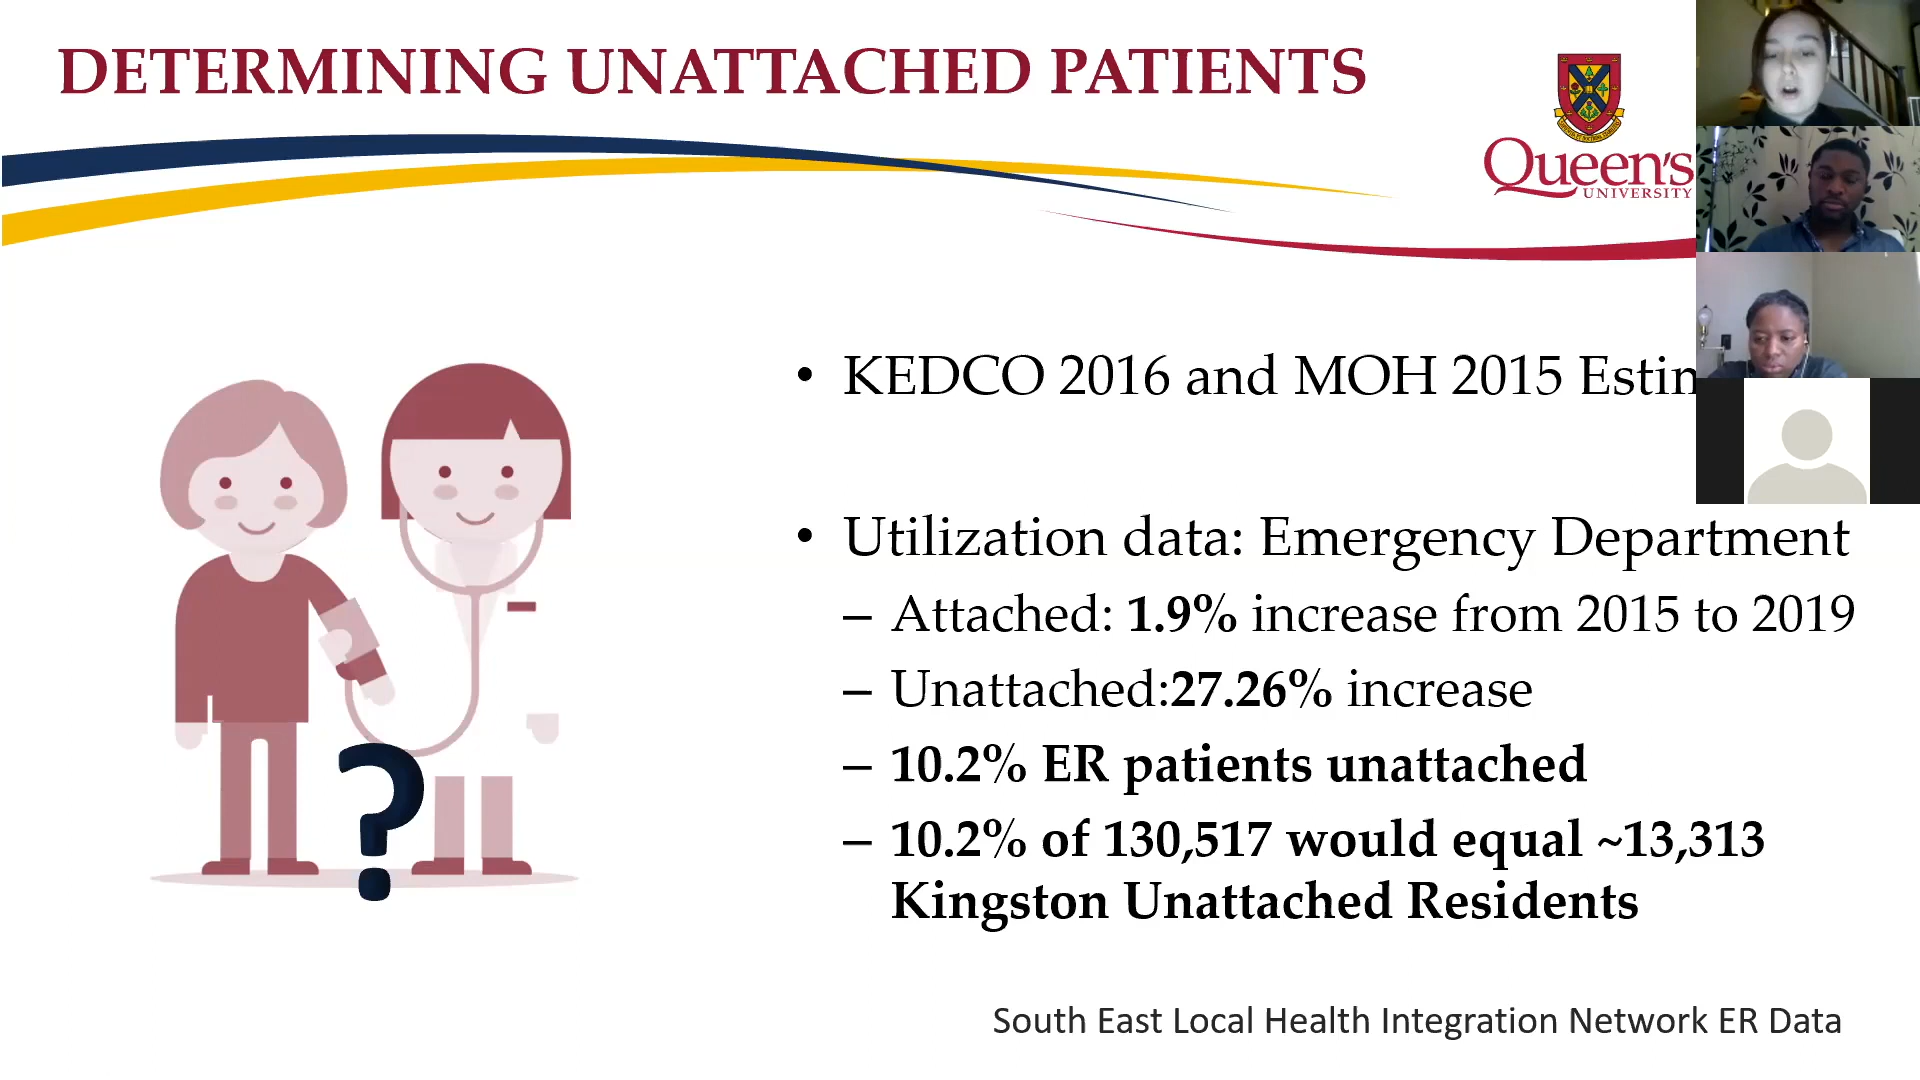 DETERMINING UNATTACHED PATIENTS
Queen's
UNIVERSITY
• KEDCO 2016 and MOH 2015
• Utilization data: Emergency Department
– Attached: 1.9% increase from 2015 to 2019
– Unattached:27.26% increase
– 10.2% ER patients unattached
– 10.2% of 130,517 would equal ~13,313
Kingston Unattached Residents
South East Local Health Integration Network ER Data